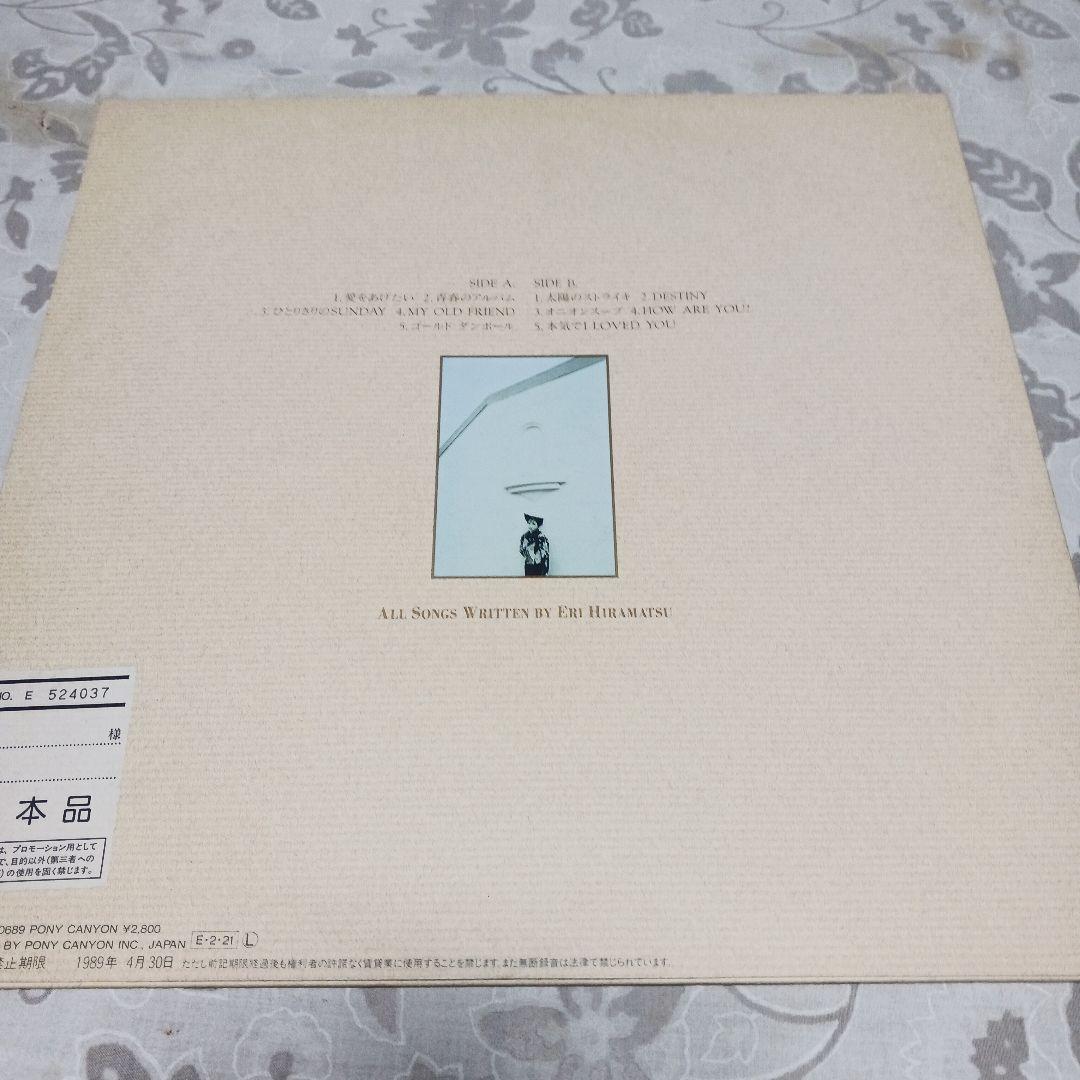 SIDE A.
1.愛をあげたい 2.青春のアルバム
3.ひとりきりのSUNDAY 4.MY OLD FRIEND
5.ゴールド ダンボール
SIDE B.
1.太陽のストライキ 2.DESTINY
3.オニオンスープ 4.HOW ARE YOU?
5.本気でI LOVED YOU
ALL SONGS WRITTEN BY ERI HIRAMATSU
NO. E 524037
様
本品
は、プロモーション用として
で、目的以外(第三者への
)の使用を固く禁じます。
0689 PONY CANYON ¥2,800
BY PONY CANYON INC., JAPAN E・2・21 L
禁止期限 1989年 4月30日 ただし前記期限経過後も権利者の許諾なく賃貸業に使用することを禁じます。また無断録音は法律で禁じられています。